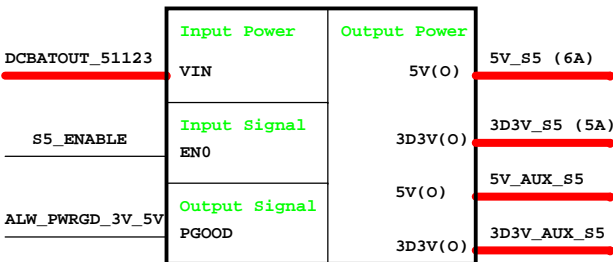 Input Power
Output Power
DCBATOUT_51123
VIN
5V(O)
5V_S5 (6A)
Input Signal
S5_ENABLE
EN0
3D3V(O)
3D3V_S5 (5A)
5V(O)
5V_AUX_S5
Output Signal
ALW_PWRGD_3V_5V
PGOOD
3D3V(O)
3D3V_AUX_S5